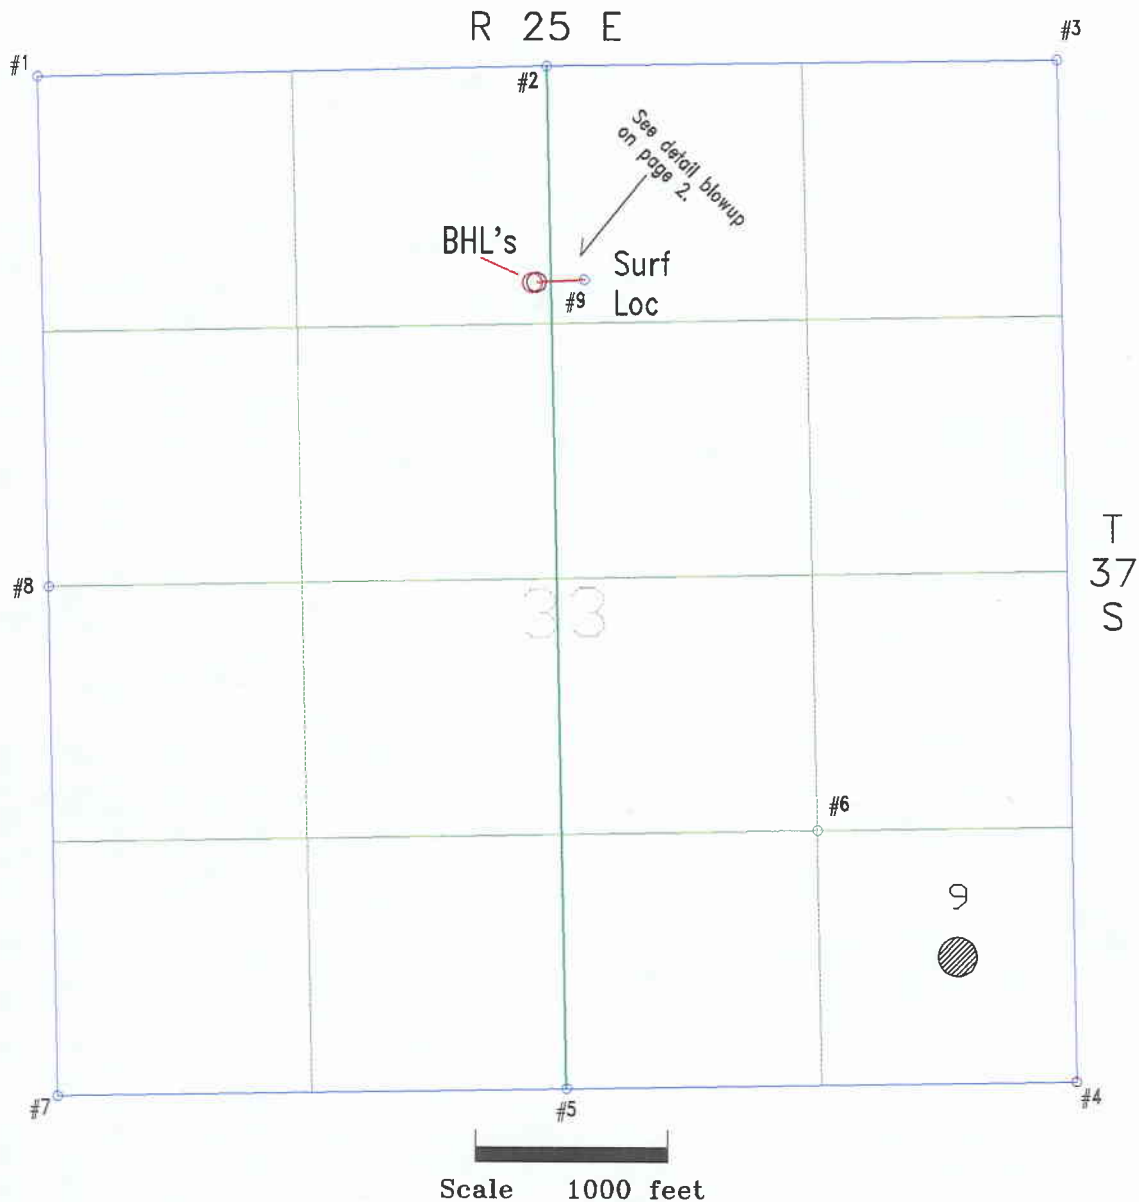 R 25 E
#1
#2
#3
See detail blowup
on page 2.
BHL's
Surf
Loc
#9
T
37
S
#8
33
#6
9
#7
#5
#4
Scale 1000 feet